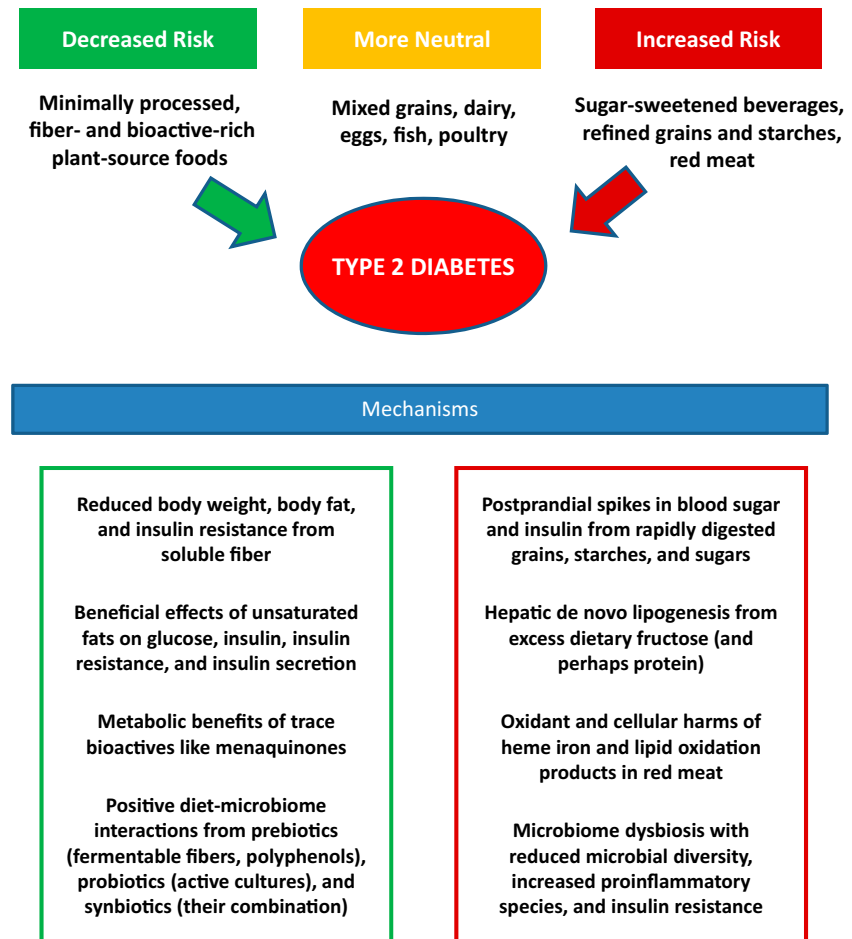 Decreased Risk
More Neutral
Increased Risk
Minimally processed,
fiber- and bioactive-rich
plant-source foods
Mixed grains, dairy,
eggs, fish, poultry
Sugar-sweetened beverages,
refined grains and starches,
red meat
TYPE 2 DIABETES
Mechanisms
Reduced body weight, body fat,
and insulin resistance from
soluble fiber
Beneficial effects of unsaturated
fats on glucose, insulin, insulin
resistance, and insulin secretion
Metabolic benefits of trace
bioactives like menaquinones
Positive diet-microbiome
interactions from prebiotics
(fermentable fibers, polyphenols),
probiotics (active cultures), and
synbiotics (their combination)
Postprandial spikes in blood sugar
and insulin from rapidly digested
grains, starches, and sugars
Hepatic de novo lipogenesis from
excess dietary fructose (and
perhaps protein)
Oxidant and cellular harms of
heme iron and lipid oxidation
products in red meat
Microbiome dysbiosis with
reduced microbial diversity,
increased proinflammatory
species, and insulin resistance